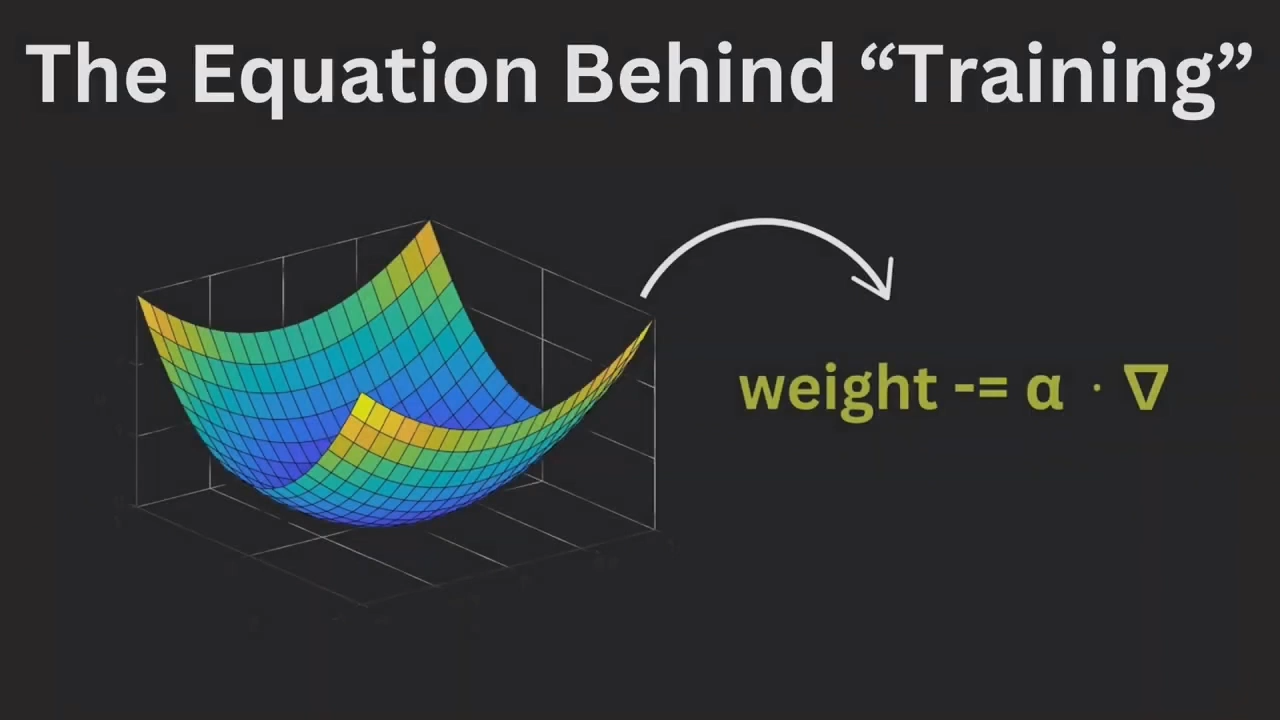 The Equation Behind “Training”
weight -= α · ∇